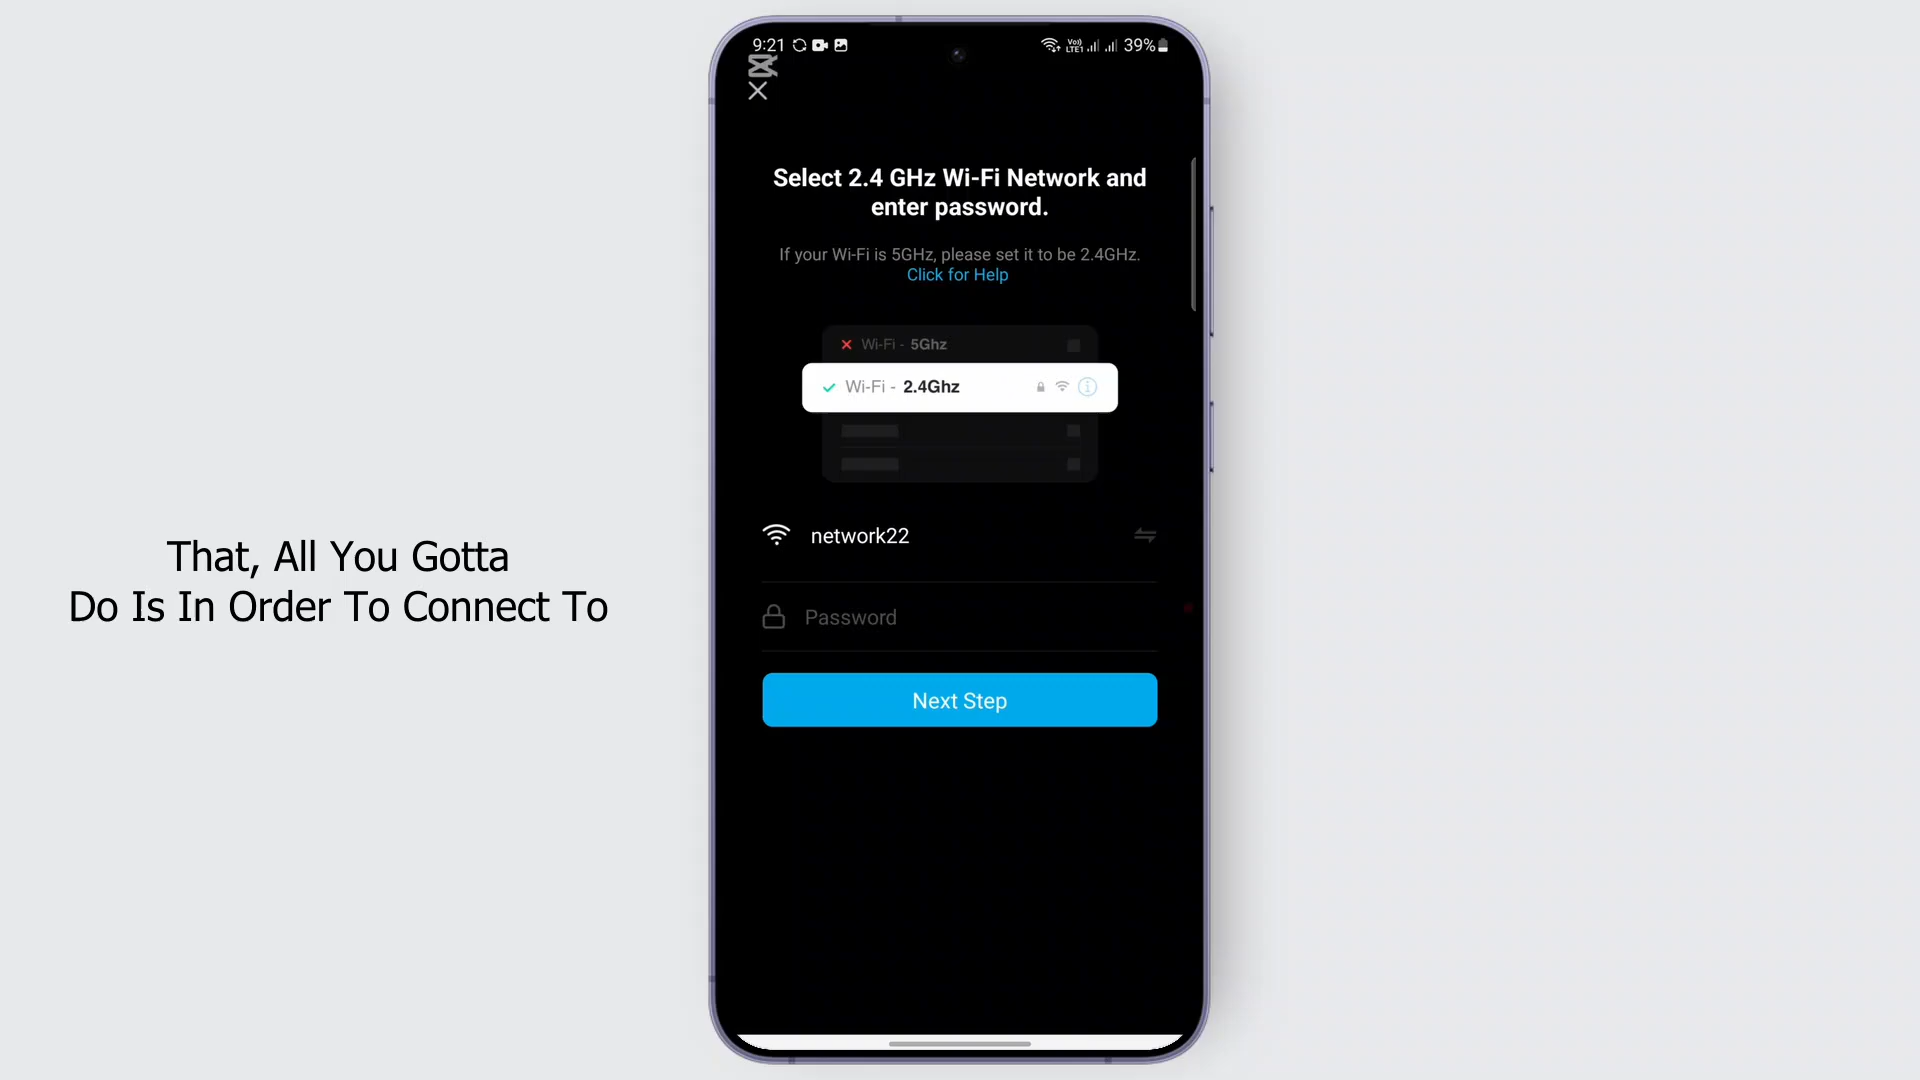 9:21
Vo))
LTE1
39%
Select 2.4 GHz Wi-Fi Network and
enter password.
If your Wi-Fi is 5GHz, please set it to be 2.4GHz.
Click for Help
Wi-Fi - 5Ghz
Wi-Fi - 2.4Ghz
network22
That, All You Gotta
Do Is In Order To Connect To
Password
Next Step